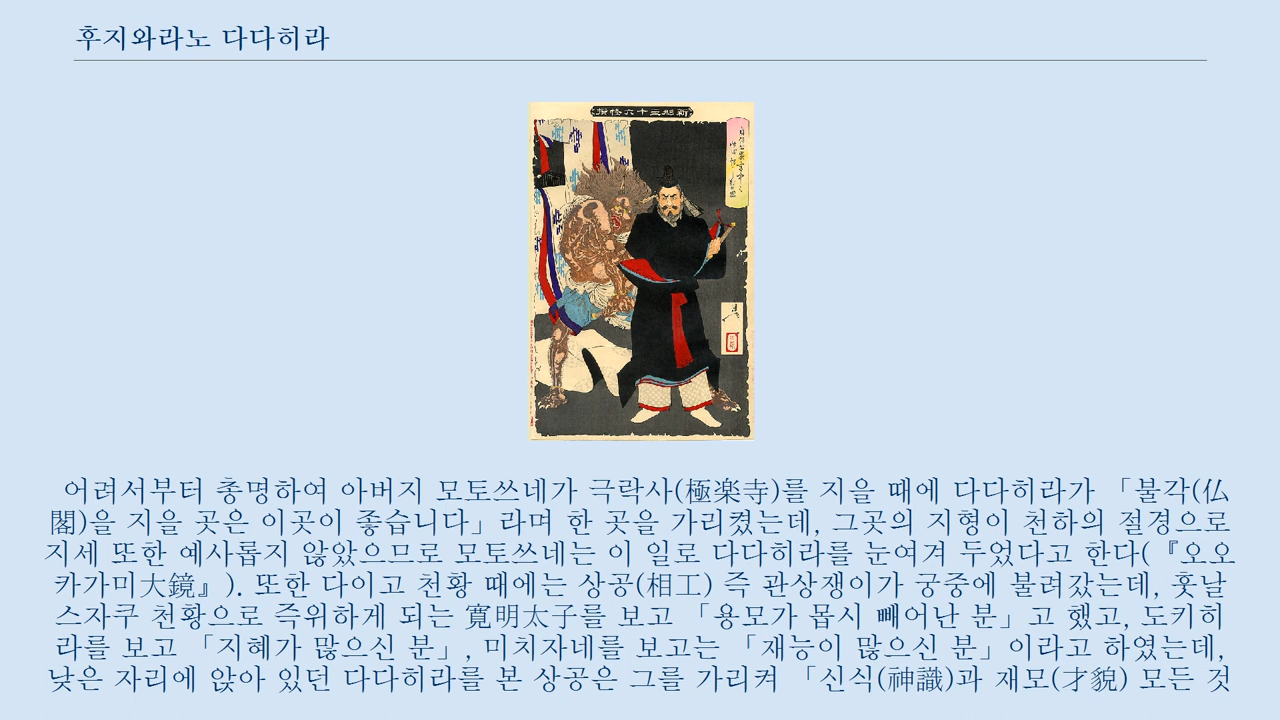 후지와라노 다다히라
新形三十六怪撰
어려서부터 총명하여 아버지 모토쓰네가 극락사(極楽寺)를 지을 때에 다다히라가 「불각(仏
閣)을 지을 곳은 이곳이 좋습니다」라며 한 곳을 가리켰는데, 그곳의 지형이 천하의 절경으로
지세 또한 예사롭지 않았으므로 모토쓰네는 이 일로 다다히라를 눈여겨 두었다고 한다(『오오
카가미大鏡』). 또한 다이고 천황 때에는 상공(相工) 즉 관상쟁이가 궁중에 불려갔는데, 훗날
스자쿠 천황으로 즉위하게 되는 寛明太子를 보고 「용모가 몹시 빼어난 분」고 했고, 도키히
라를 보고 「지혜가 많으신 분」, 미치자네를 보고는 「재능이 많으신 분」이라고 하였는데,
낮은 자리에 앉아 있던 다다히라를 본 상공은 그를 가리켜 「신식(神識)과 재모(才貌) 모든 것